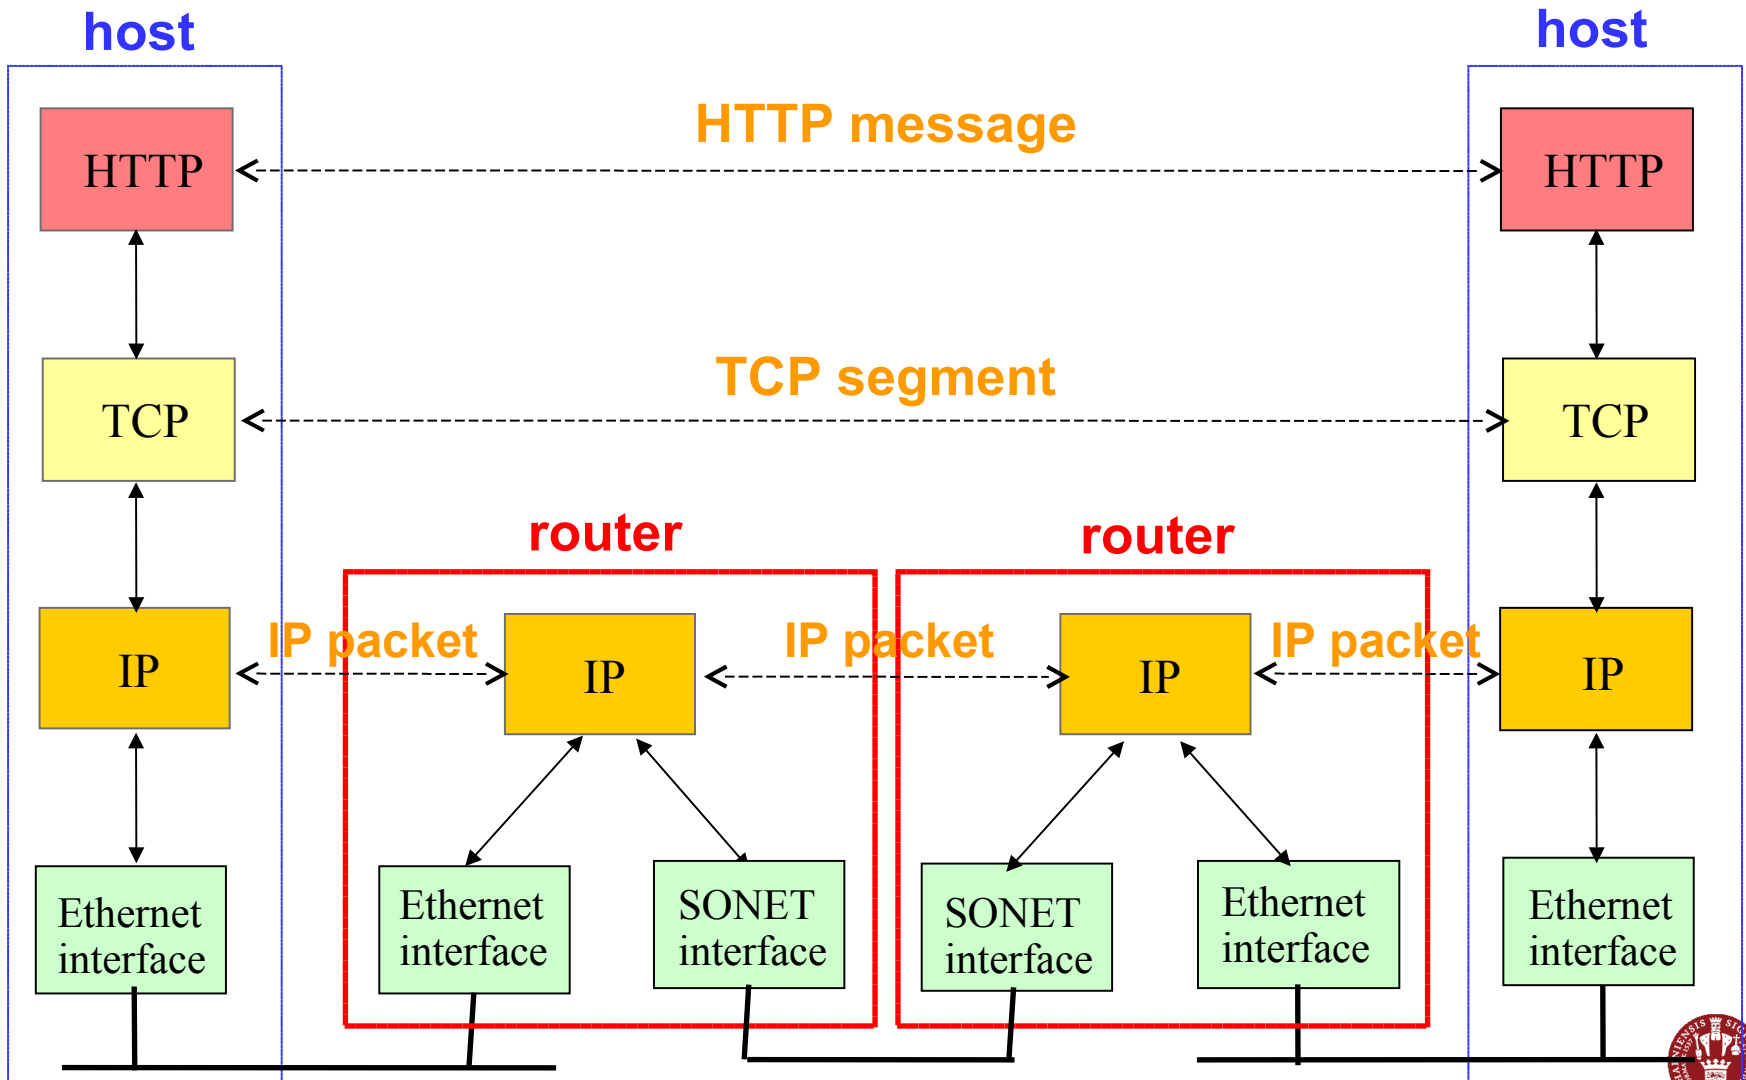 host
host
HTTP message
HTTP
HTTP
TCP segment
TCP
TCP
router
router
IP packet
IP packet
IP packet
IP
IP
IP
IP
Ethernet
interface
Ethernet
interface
SONET
interface
SONET
interface
Ethernet
interface
Ethernet
interface